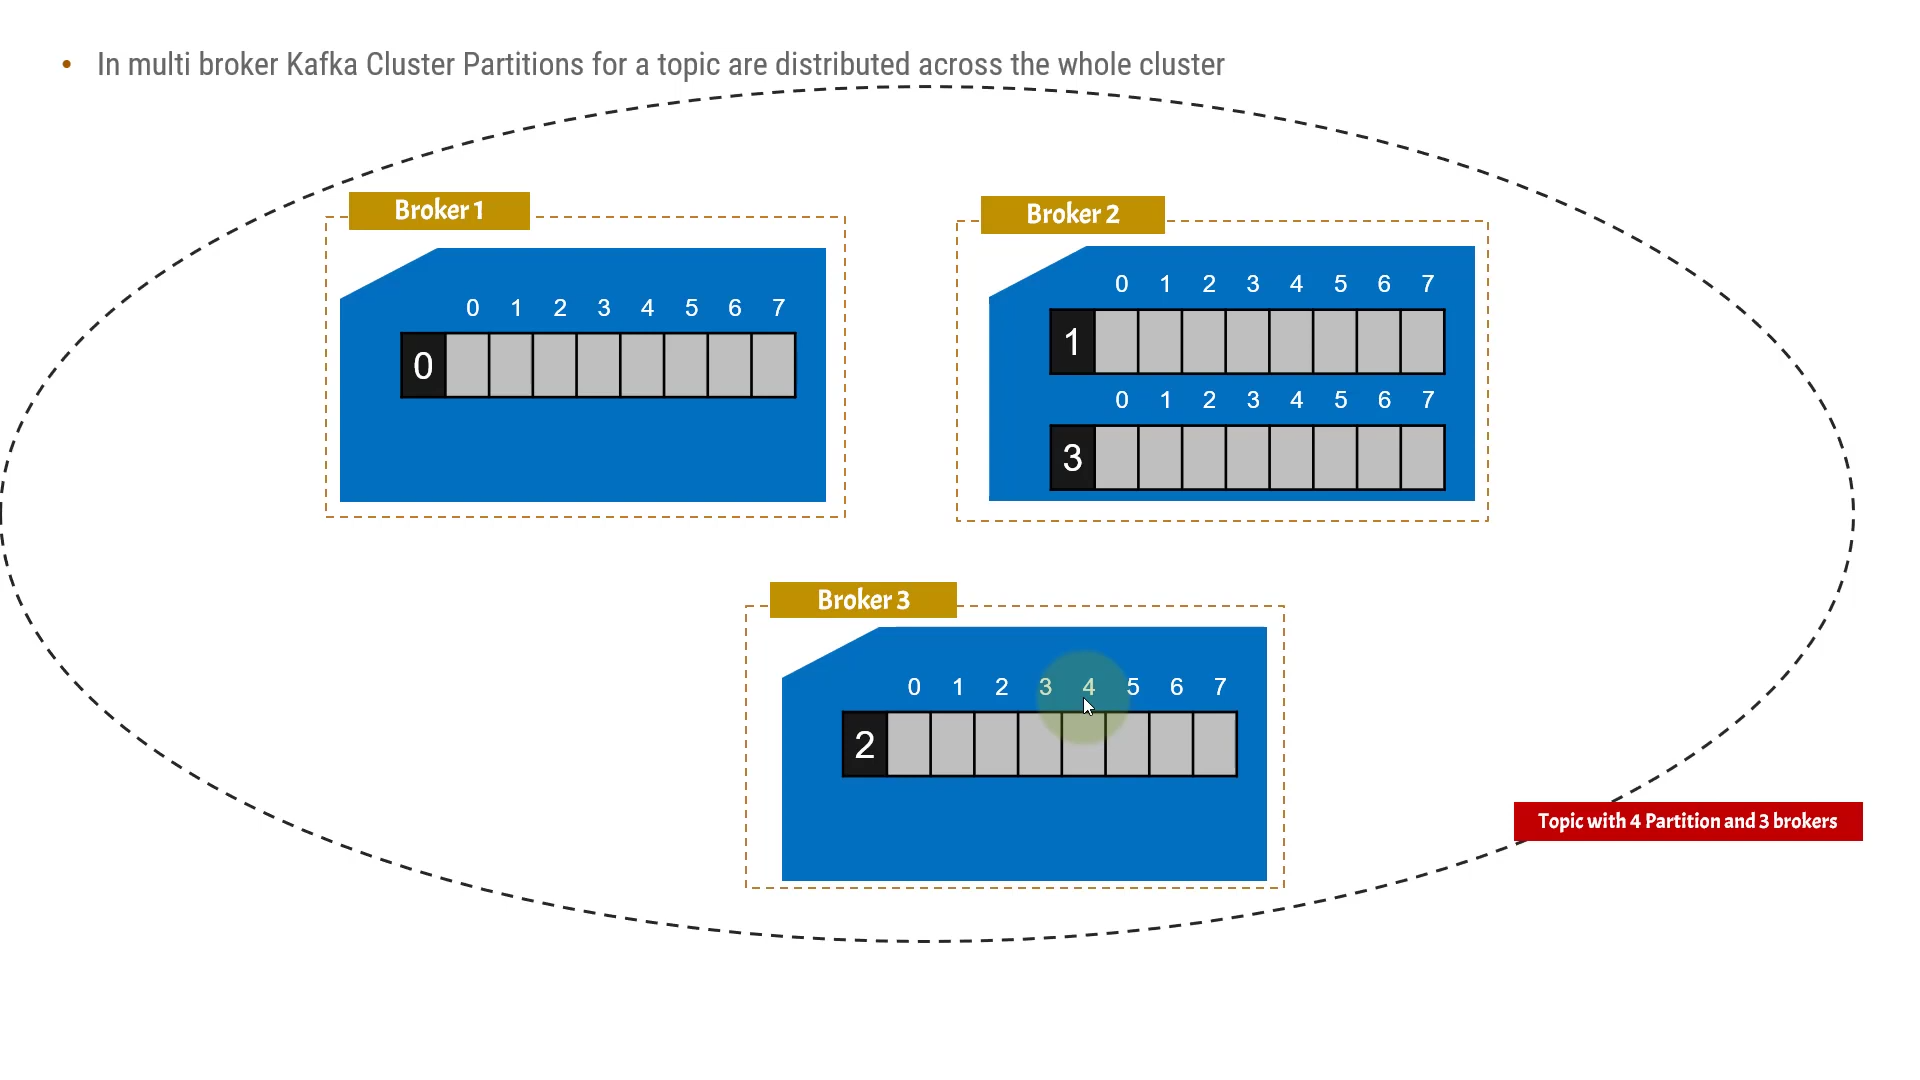 • In multi broker Kafka Cluster Partitions for a topic are distributed across the whole cluster
Broker 1
0 1 2 3 4 5 6 7
0
Broker 2
0 1 2 3 4 5 6 7
1
0 1 2 3 4 5 6 7
3
Broker 3
0 1 2 3 4 5 6 7
2
Topic with 4 Partition and 3 brokers